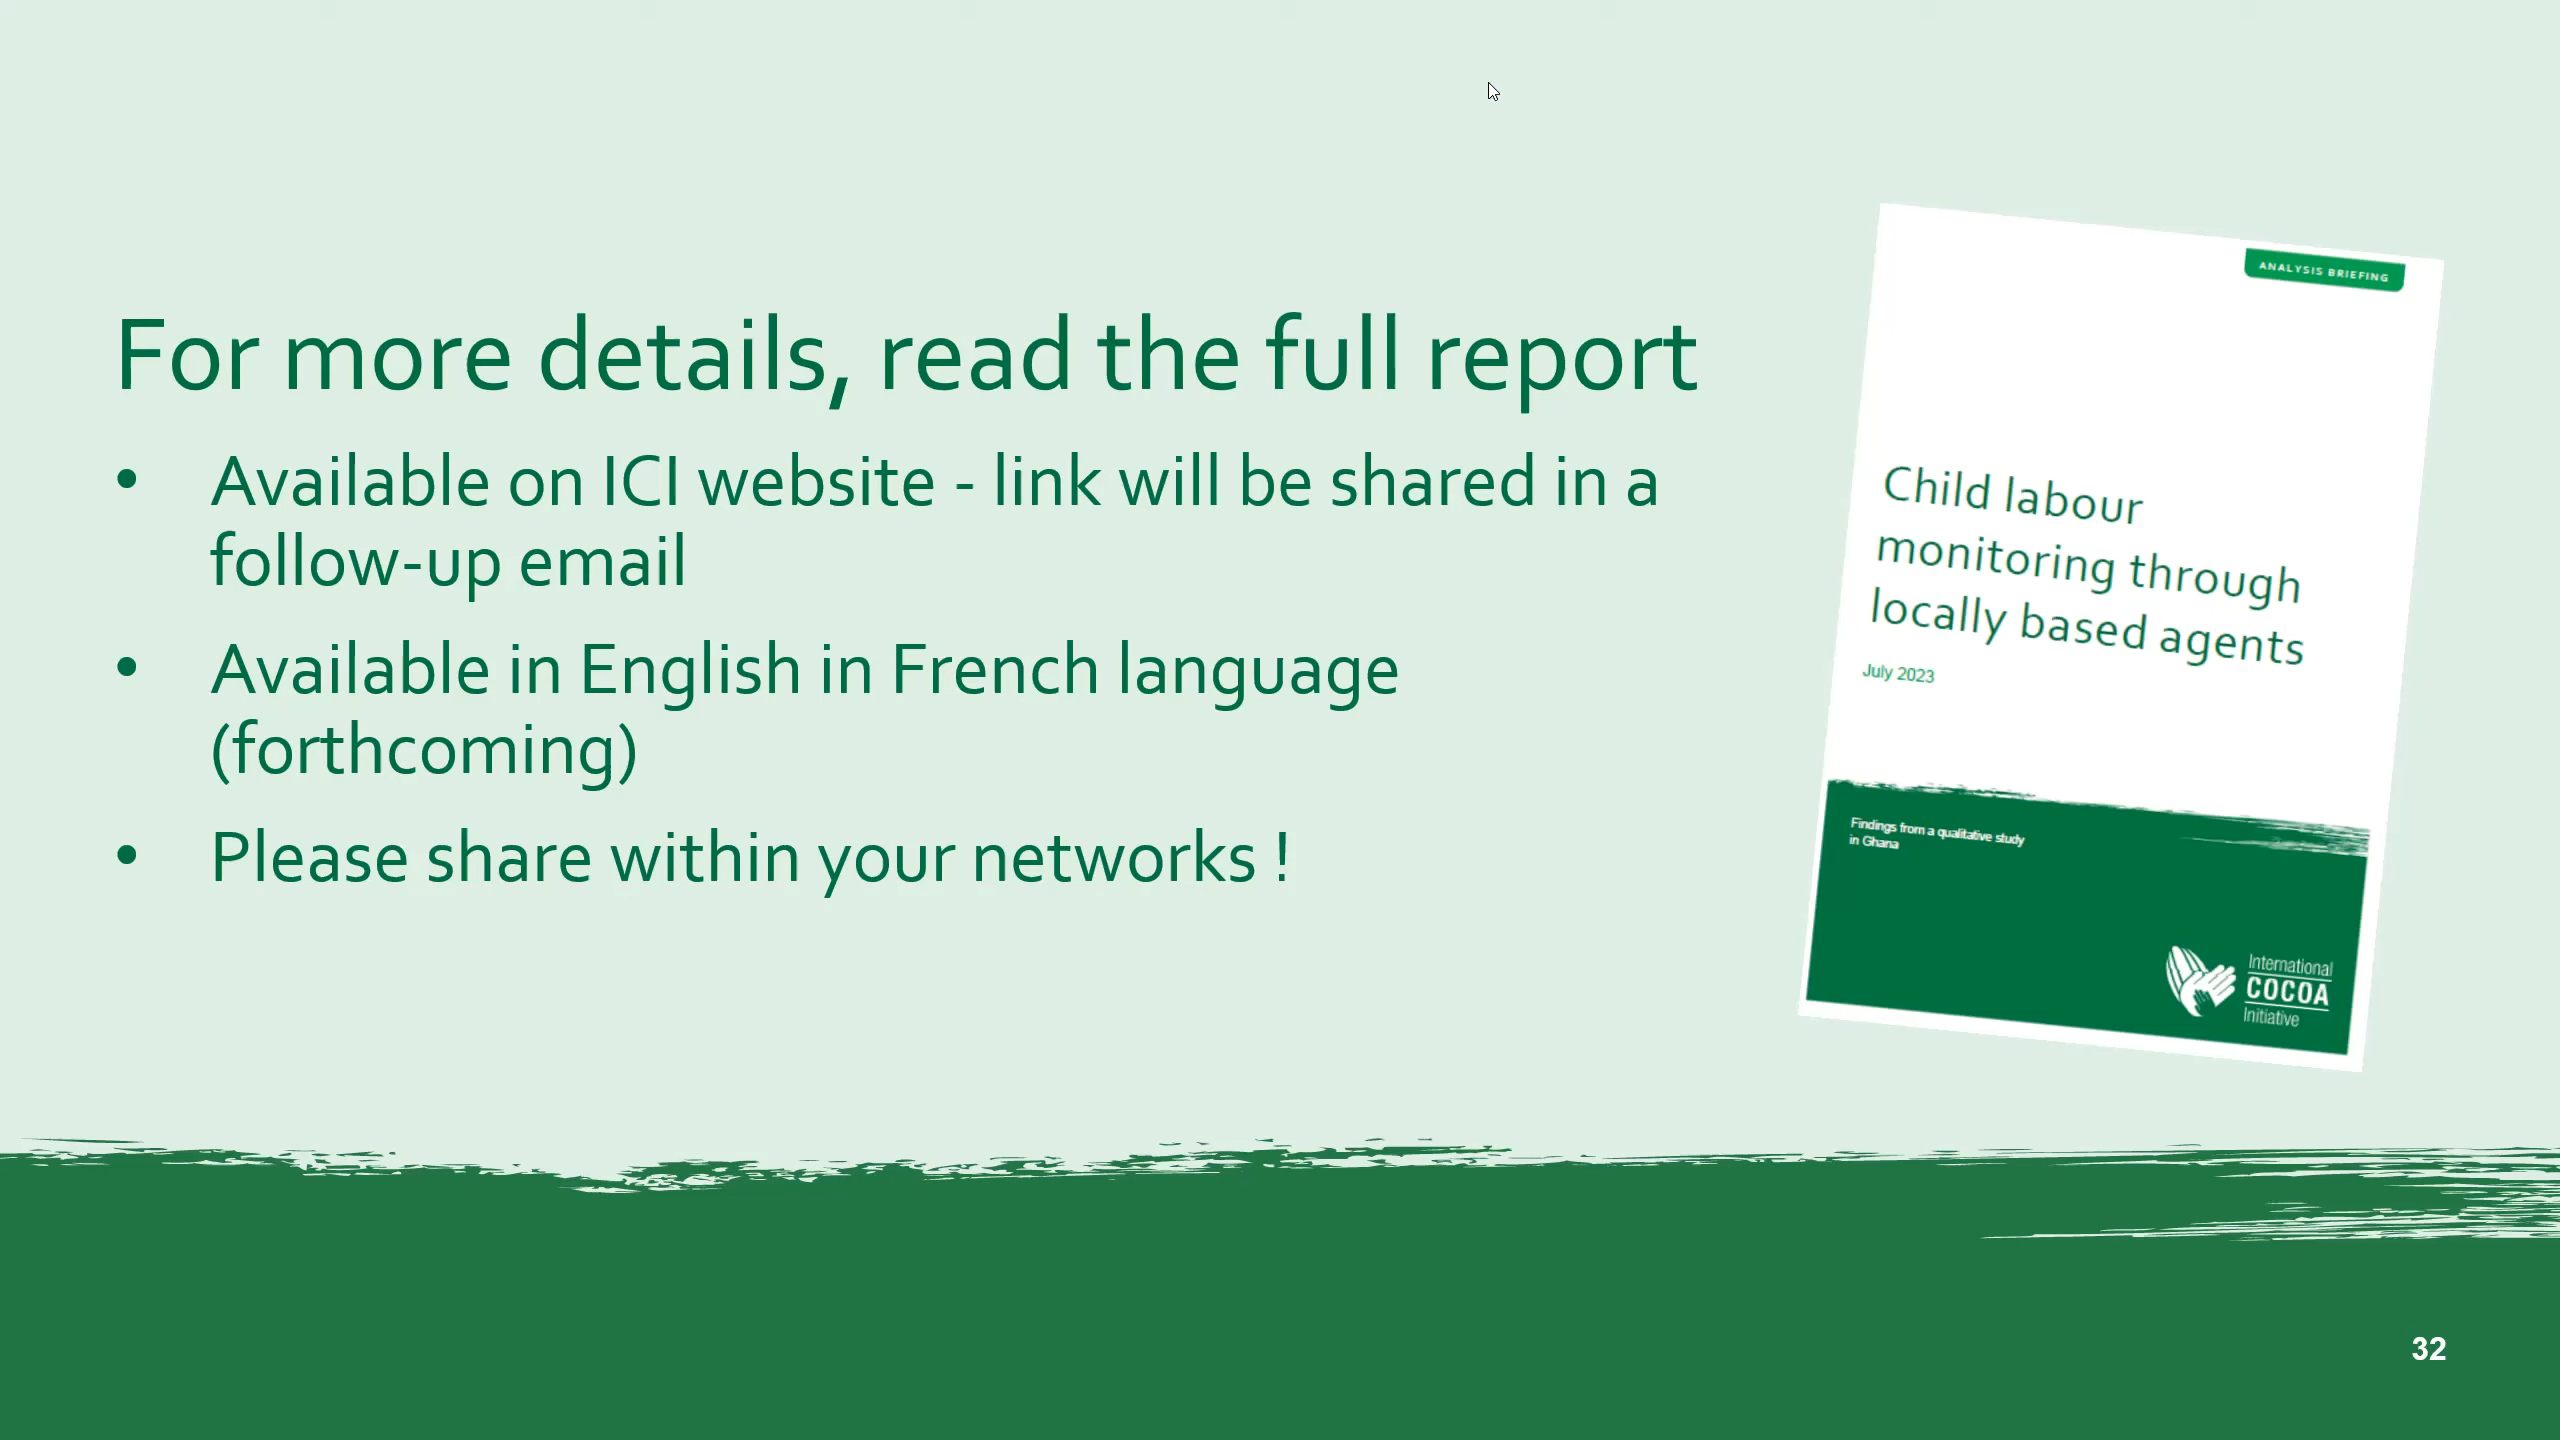 For more details, read the full report
• Available on ICI website - link will be shared in a
follow-up email
• Available in English in French language
(forthcoming)
• Please share within your networks !
ANALYSIS BRIEFING
Child labour
monitoring through
locally based agents
July 2023
Findings from a qualitative study
in Ghana
International
COCOA
Initiative
32